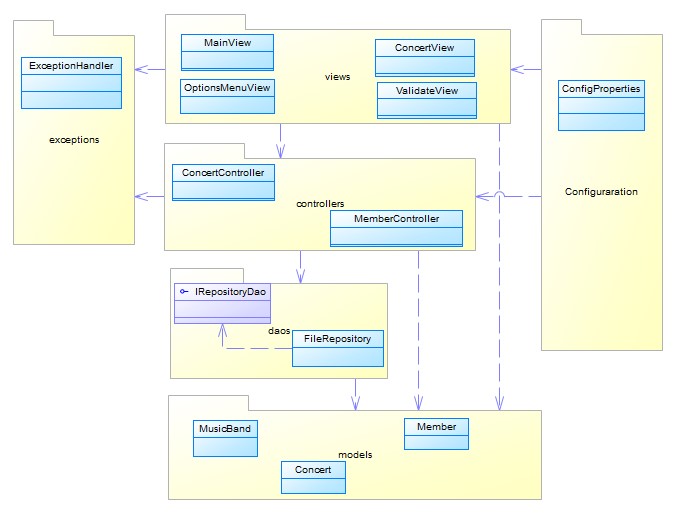 MainView
ConcertView
OptionsMenuView
ValidateView
views
ExceptionHandler
exceptions
ConfigProperties
Configuraration
ConcertController
controllers
MemberController
IRepositoryDao
daos
FileRepository
MusicBand
Member
models
Concert